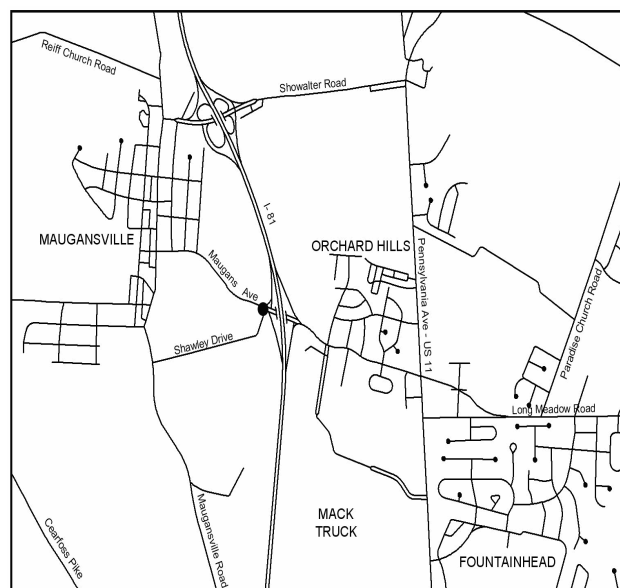 Reiff Church Road
Showalter Road
I- 81
MAUGANSVILLE
ORCHARD HILLS
Maugans
Ave
Pennsylvania Ave - US 11
Paradise Church Road
Shawley Drive
Long Meadow Road
Maugansville Road
Cearfoss Pike
MACK
TRUCK
FOUNTAINHEAD